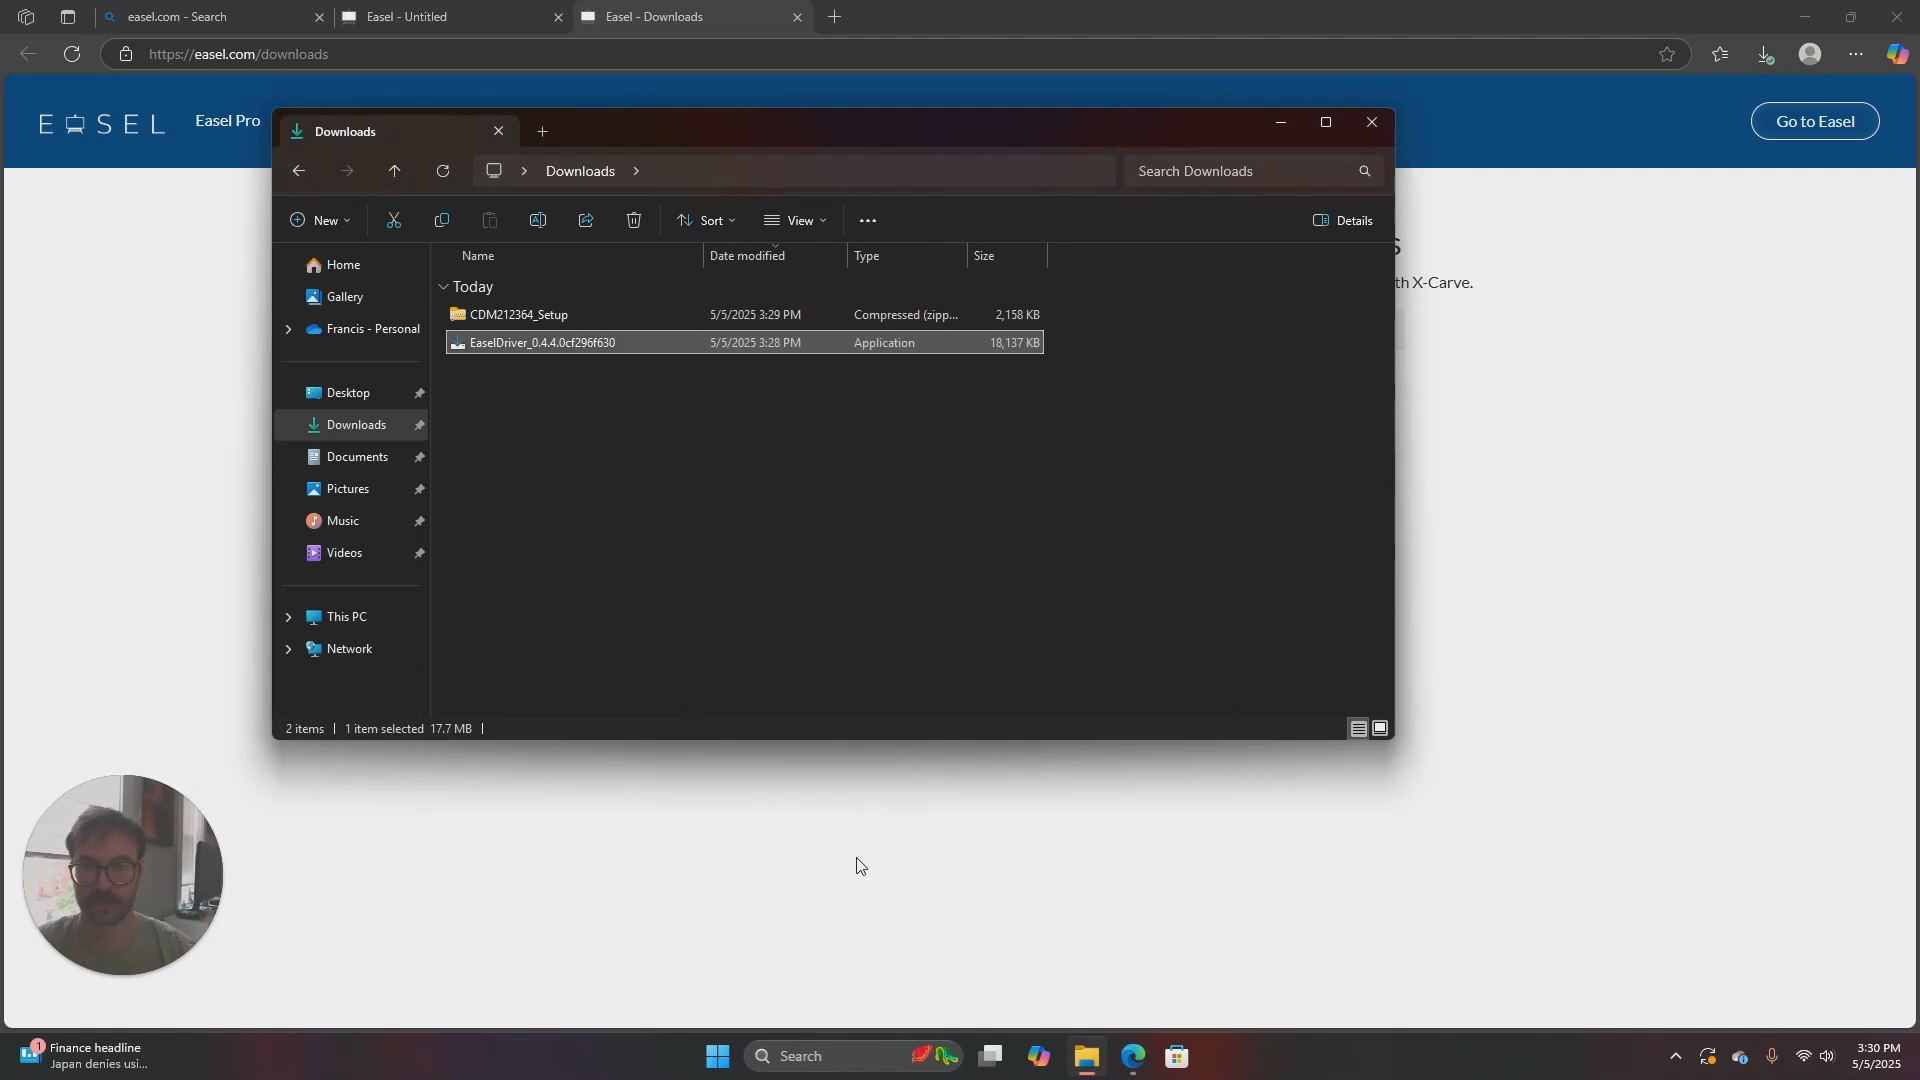 easel.com - Search
Easel - Untitled
Easel - Downloads
https://easel.com/downloads
EASEL
Easel Pro
Go to Easel
Downloads
Downloads
Search Downloads
New
Sort
View
Details
Name
Date modified
Type
Size
th X-Carve.
Today
CDM212364_Setup
5/5/2025 3:29 PM
Compressed (zipp...
2,158 KB
EaselDriver_0.4.4.0cf296f630
5/5/2025 3:28 PM
Application
18,137 KB
Home
Gallery
Francis - Personal
Desktop
Downloads
Documents
Pictures
Music
Videos
This PC
Network
2 items
1 item selected 17.7 MB
1
Finance headline
Japan denies usi...
Search
3:30 PM
5/5/2025